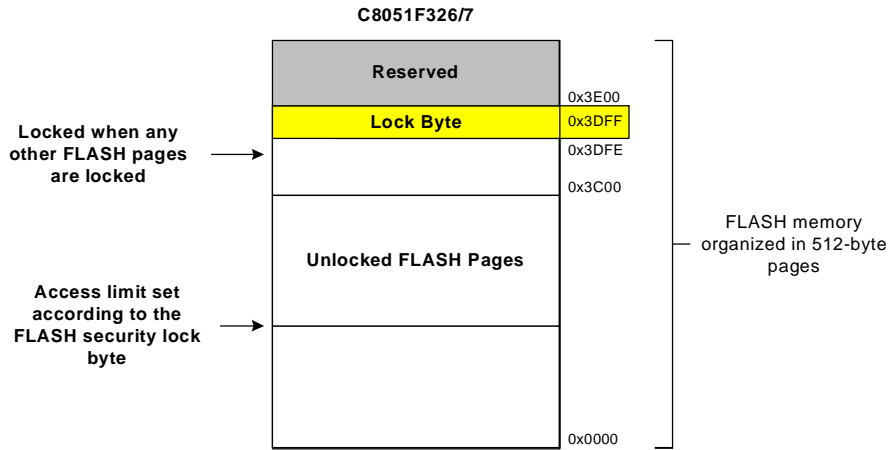 C8051F326/7
Reserved
0x3E00
Lock Byte
0x3DFF
Locked when any
other FLASH pages
are locked
0x3DFE
0x3C00
Unlocked FLASH Pages
FLASH memory
organized in 512-byte
pages
Access limit set
according to the
FLASH security lock
byte
0x0000